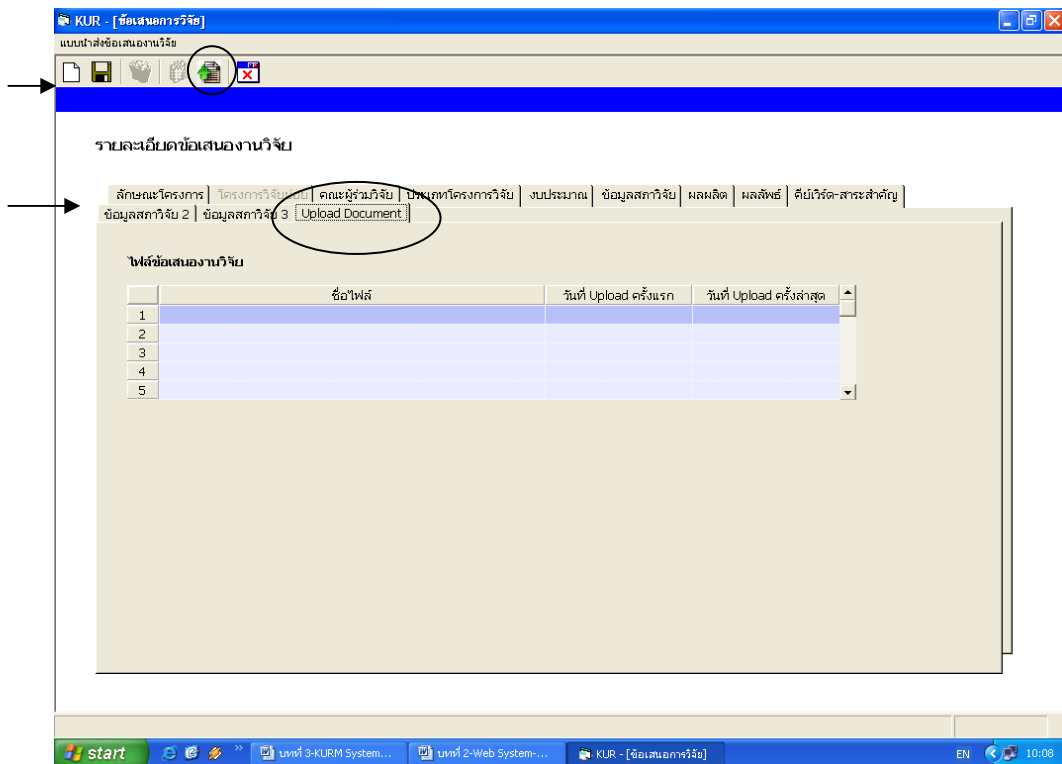 KUR - [ข้อเสนอการวิจัย]
แบบนำส่งข้อเสนองานวิจัย
รายละเอียดข้อเสนองานวิจัย
ลักษณะโครงการ โครงการวิจัยย่อย คณะผู้ร่วมวิจัย ประเภทโครงการวิจัย งบประมาณ ข้อมูลสภาวิจัย ผลผลิต ผลลัพธ์ คีย์เวิร์ด-สาระสำคัญ
ข้อมูลสภาวิจัย 2 ข้อมูลสภาวิจัย 3 Upload Document
ไฟล์ข้อเสนองานวิจัย
ชื่อไฟล์ วันที่ Upload ครั้งแรก วันที่ Upload ครั้งล่าสุด
1
2
3
4
5
start บทที่ 3-KURM System... บทที่ 2-Web System-... KUR - [ข้อเสนอการวิจัย] EN 10:08